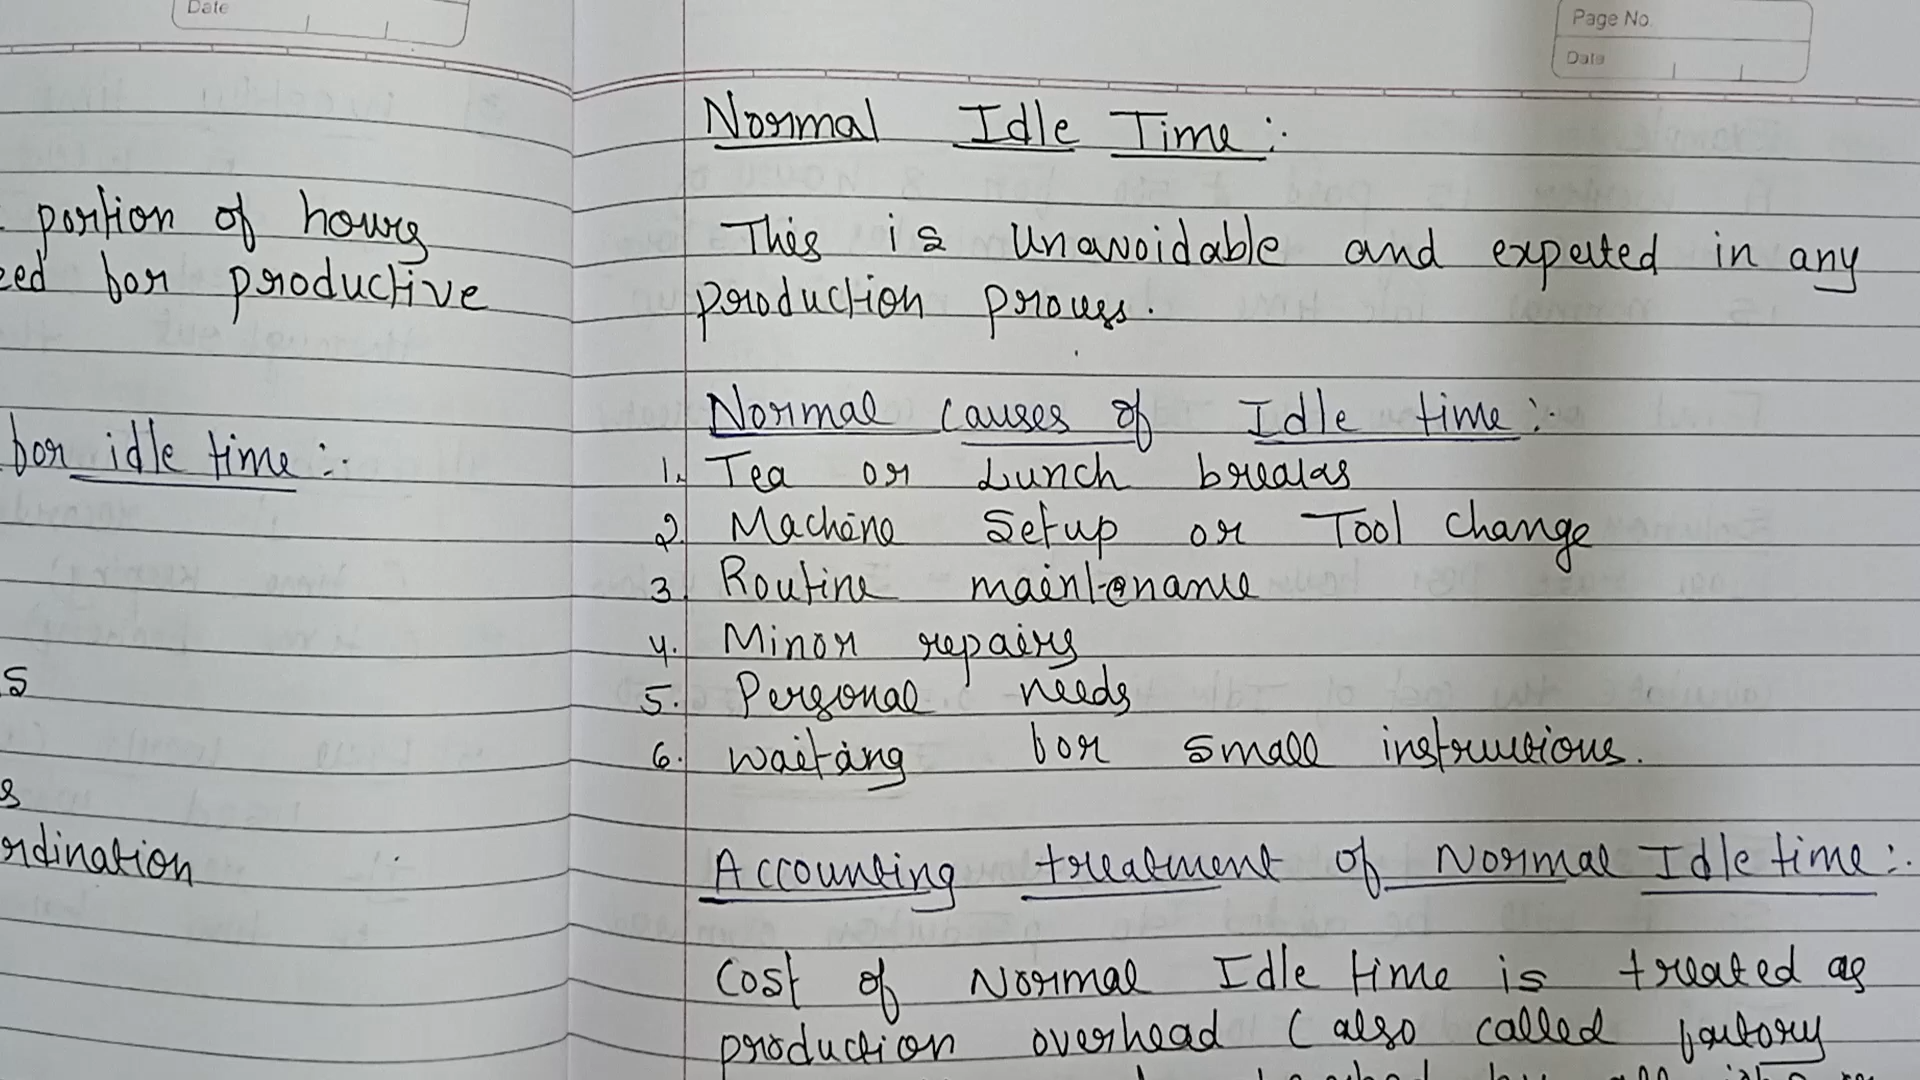 Date
portion of hours
for productive
for idle time :-
s
s
rdination
Page No.
Date
Normal Idle Time :-
This is Unavoidable and expected in any
production process.
Normal causes of Idle time :-
1. Tea or Lunch breaks
2. Machine Setup or Tool change
3. Routine maintenance
4. Minor repairs
5. Personal needs
6. Waiting for small instructions.
Accounting treatment of Normal Idle time :-
Cost of Normal Idle time is treated as
production overhead (also called factory